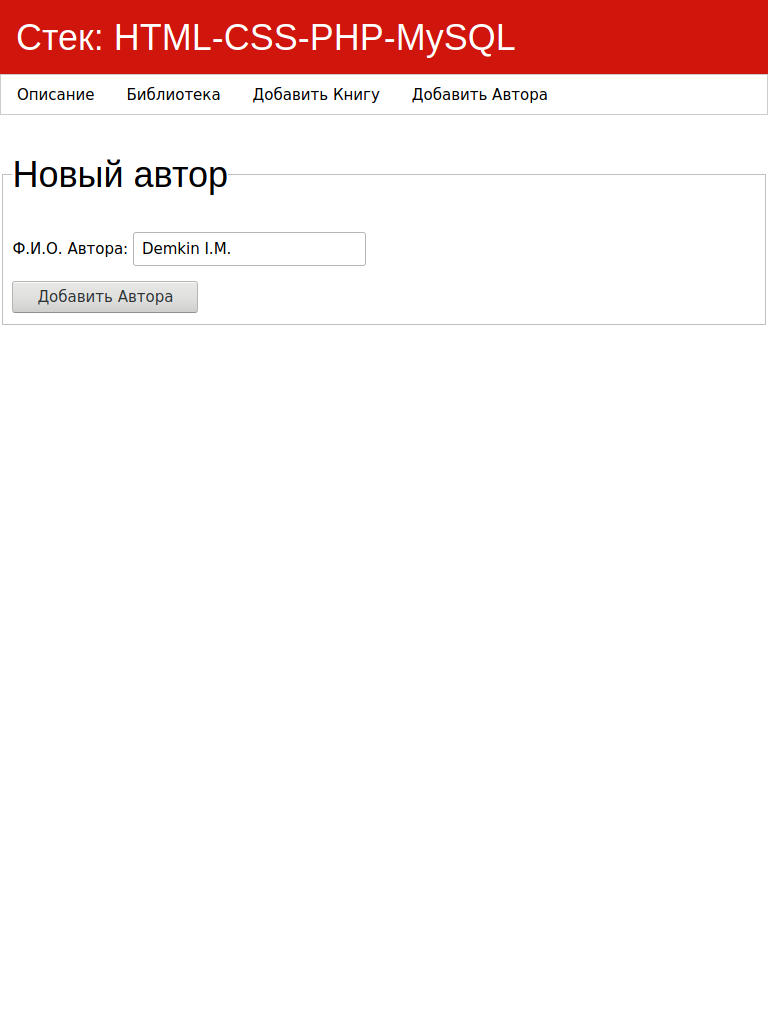 Стек: HTML-CSS-PHP-MySQL
Описание Библиотека Добавить Книгу Добавить Автора
Новый автор
Ф.И.О. Автора: Demkin I.M.
Добавить Автора